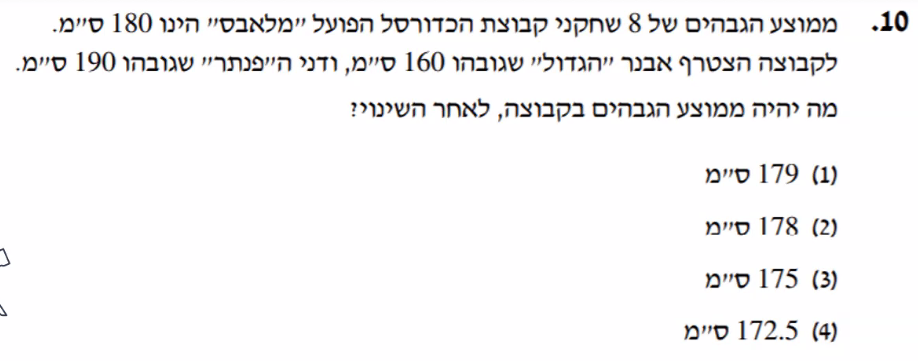 10. ממוצע הגבהים של 8 שחקני קבוצת הכדורסל הפועל "מלאבס" הינו 180 ס"מ.
לקבוצה הצטרף אבנר "הגדול" שגובהו 160 ס"מ, ודני ה"פנתר" שגובהו 190 ס"מ.
מה יהיה ממוצע הגבהים בקבוצה, לאחר השינוי?
(1) 179 ס"מ
(2) 178 ס"מ
(3) 175 ס"מ
(4) 172.5 ס"מ